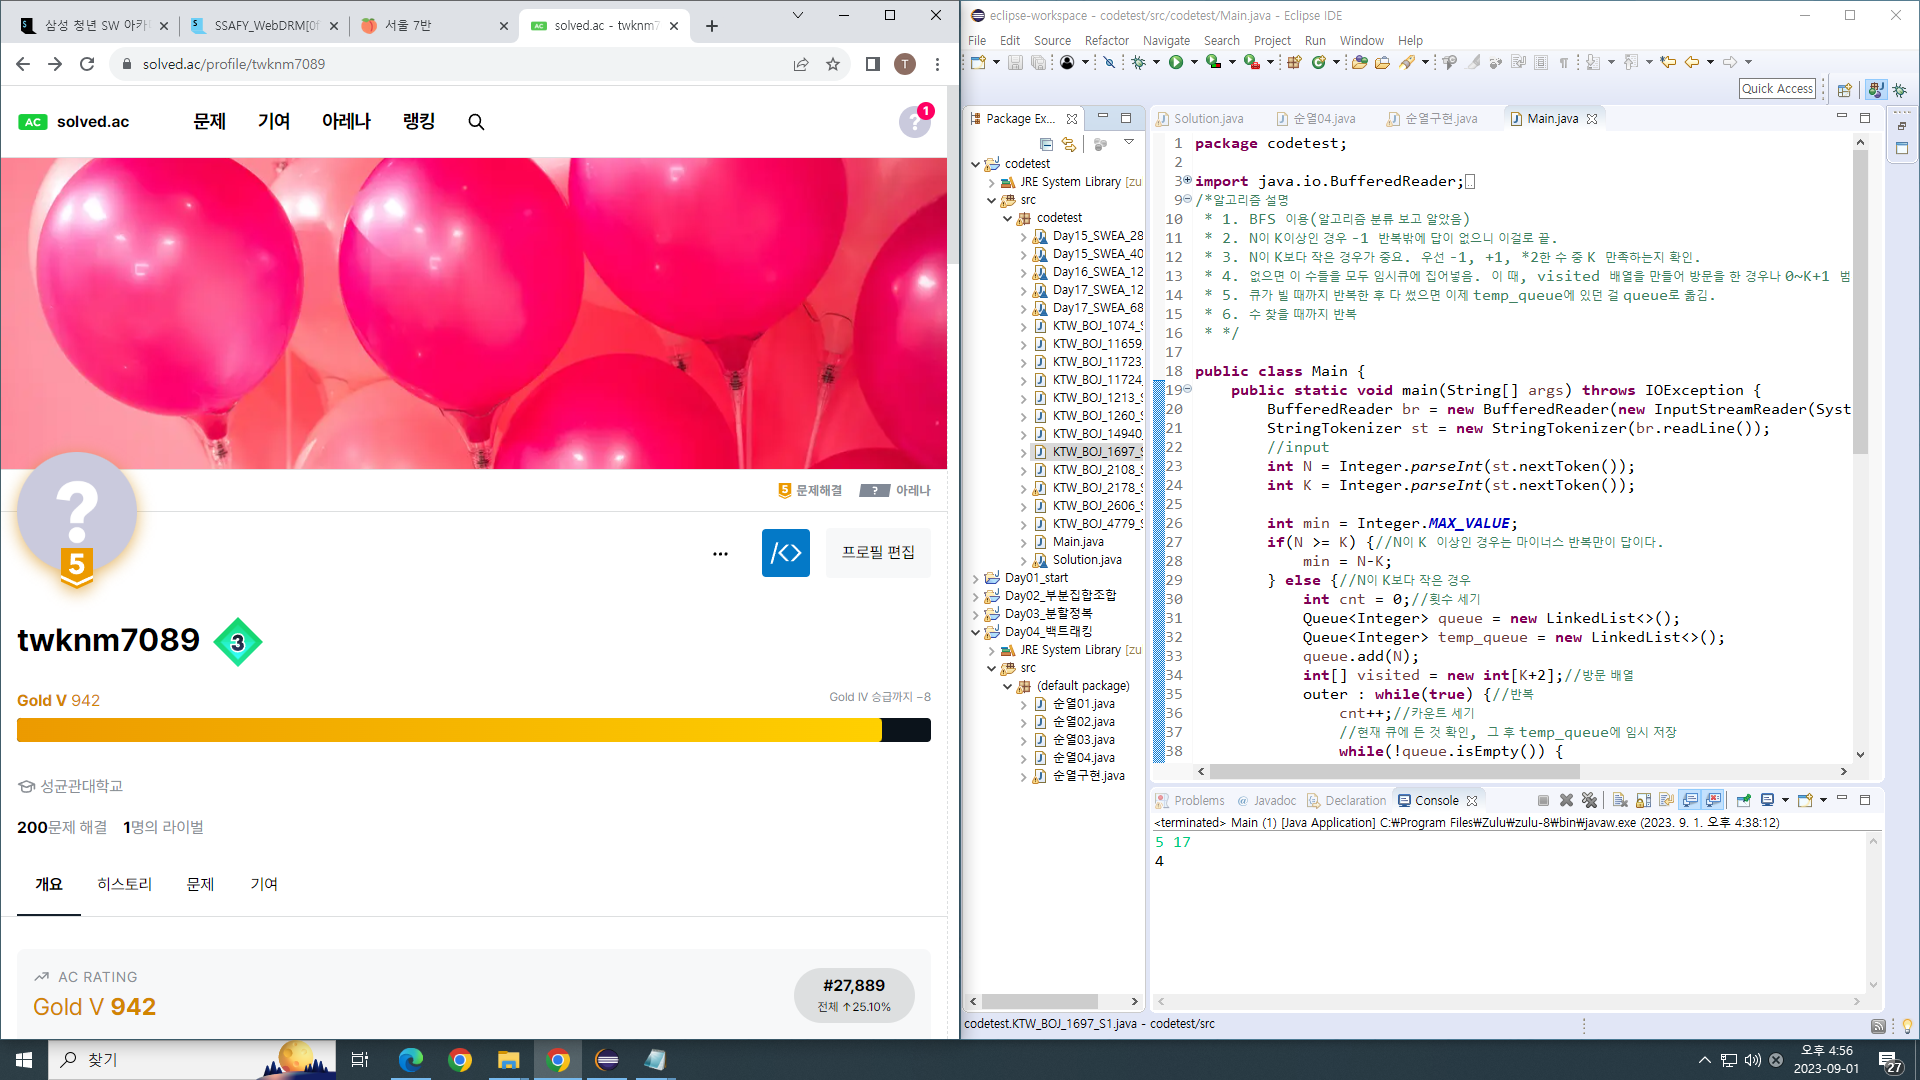 삼성 청년 SW 아카
SSAFY_WebDRM[0f
서울 7반
solved.ac - twknm7
solved.ac/profile/twknm7089
T
AC solved.ac
문제
기여
아레나
랭킹
? 1
5 문제해결
? 아레나
?
5
프로필 편집
twknm7089 3
Gold V 942
Gold IV 승급까지 -8
성균관대학교
200문제 해결 1명의 라이벌
개요
히스토리
문제
기여
AC RATING
Gold V 942
#27,889
전체 ↑25.10%
eclipse-workspace - codetest/src/codetest/Main.java - Eclipse IDE
File Edit Source Refactor Navigate Search Project Run Window Help
Quick Access
Package Ex...
codetest
JRE System Library [zu
src
codetest
Day15_SWEA_28
Day15_SWEA_40
Day16_SWEA_12
Day17_SWEA_12
Day17_SWEA_68
KTW_BOJ_1074_S
KTW_BOJ_11659_
KTW_BOJ_11723_
KTW_BOJ_11724_
KTW_BOJ_1213_S
KTW_BOJ_1260_S
KTW_BOJ_14940_
KTW_BOJ_1697_S
KTW_BOJ_2108_S
KTW_BOJ_2178_S
KTW_BOJ_2606_S
KTW_BOJ_4779_S
Main.java
Solution.java
Day01_start
Day02_부분집합조합
Day03_분할정복
Day04_백트래킹
JRE System Library [zu
src
(default package)
순열01.java
순열02.java
순열03.java
순열04.java
순열구현.java
Solution.java
순열04.java
순열구현.java
Main.java
1 package codetest;
2
3 import java.io.BufferedReader;
9 /*알고리즘 설명
10 * 1. BFS 이용(알고리즘 분류 보고 알았음)
11 * 2. N이 K이상인 경우 -1 반복밖에 답이 없으니 이걸로 끝.
12 * 3. N이 K보다 작은 경우가 중요. 우선 -1, +1, *2한 수 중 K 만족하는지 확인.
13 * 4. 없으면 이 수들을 모두 임시큐에 집어넣음. 이 때, visited 배열을 만들어 방문을 한 경우나 0~K+1 범
14 * 5. 큐가 빌 때까지 반복한 후 다 썼으면 이제 temp_queue에 있던 걸 queue로 옮김.
15 * 6. 수 찾을 때까지 반복
16 * */
17
18 public class Main {
19 public static void main(String[] args) throws IOException {
20 BufferedReader br = new BufferedReader(new InputStreamReader(Syst
21 StringTokenizer st = new StringTokenizer(br.readLine());
22 //input
23 int N = Integer.parseInt(st.nextToken());
24 int K = Integer.parseInt(st.nextToken());
25
26 int min = Integer.MAX_VALUE;
27 if(N >= K) {//N이 K 이상인 경우는 마이너스 반복만이 답이다.
28 min = N-K;
29 } else {//N이 K보다 작은 경우
30 int cnt = 0;//횟수 세기
31 Queue<Integer> queue = new LinkedList<>();
32 Queue<Integer> temp_queue = new LinkedList<>();
33 queue.add(N);
34 int[] visited = new int[K+2];//방문 배열
35 outer : while(true) {//반복
36 cnt++;//카운트 세기
37 //현재 큐에 든 것 확인, 그 후 temp_queue에 임시 저장
38 while(!queue.isEmpty()) {
Problems @ Javadoc Declaration Console
<terminated> Main (1) [Java Application] C:₩Program Files₩Zulu₩zulu-8₩bin₩javaw.exe (2023. 9. 1. 오후 4:38:12)
5 17
4
codetest.KTW_BOJ_1697_S1.java - codetest/src
찾기
오후 4:56
2023-09-01
27